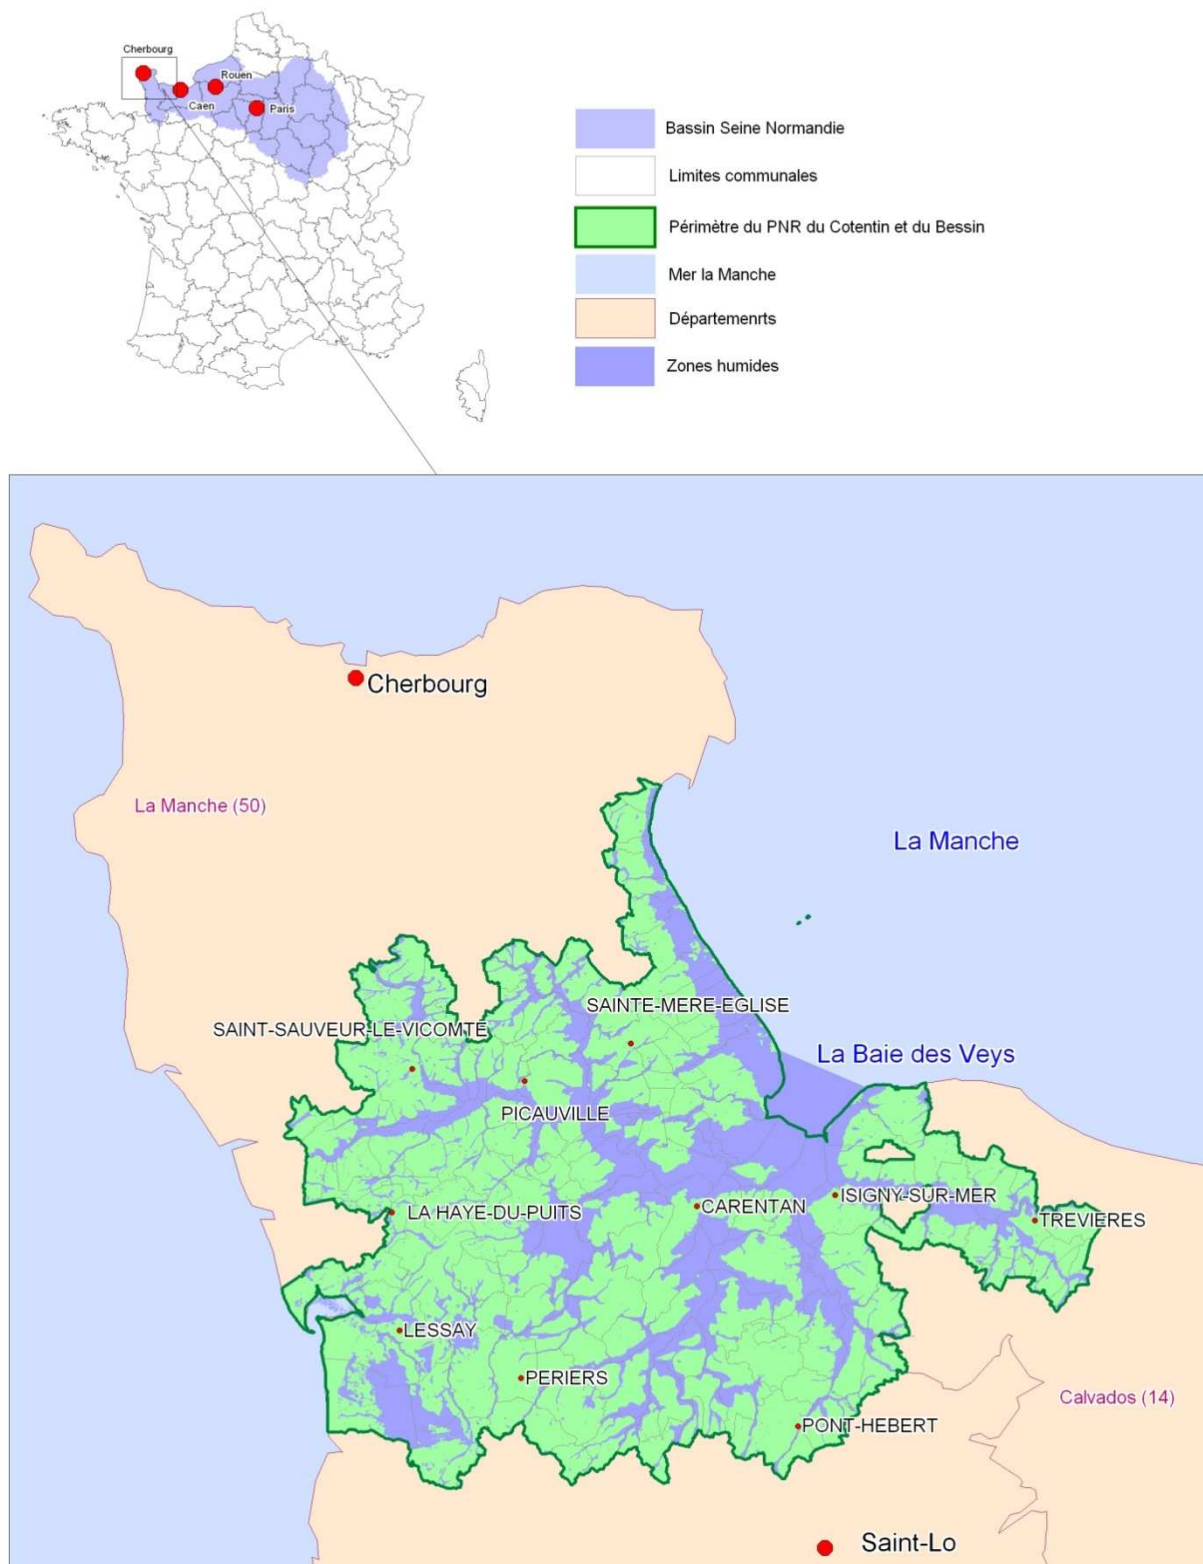 Cherbourg
Rouen
Caen
Paris
Bassin Seine Normandie
Limites communales
Périmètre du PNR du Cotentin et du Bessin
Mer la Manche
Départemenrts
Zones humides
Cherbourg
La Manche (50)
La Manche
SAINTE-MERE-EGLISE
SAINT-SAUVEUR-LE-VICOMTE
La Baie des Veys
PICAUVILLE
ISIGNY-SUR-MER
LA HAYE-DU-PUITS
CARENTAN
TREVIERES
LESSAY
PERIERS
Calvados (14)
PONT-HEBERT
Saint-Lo